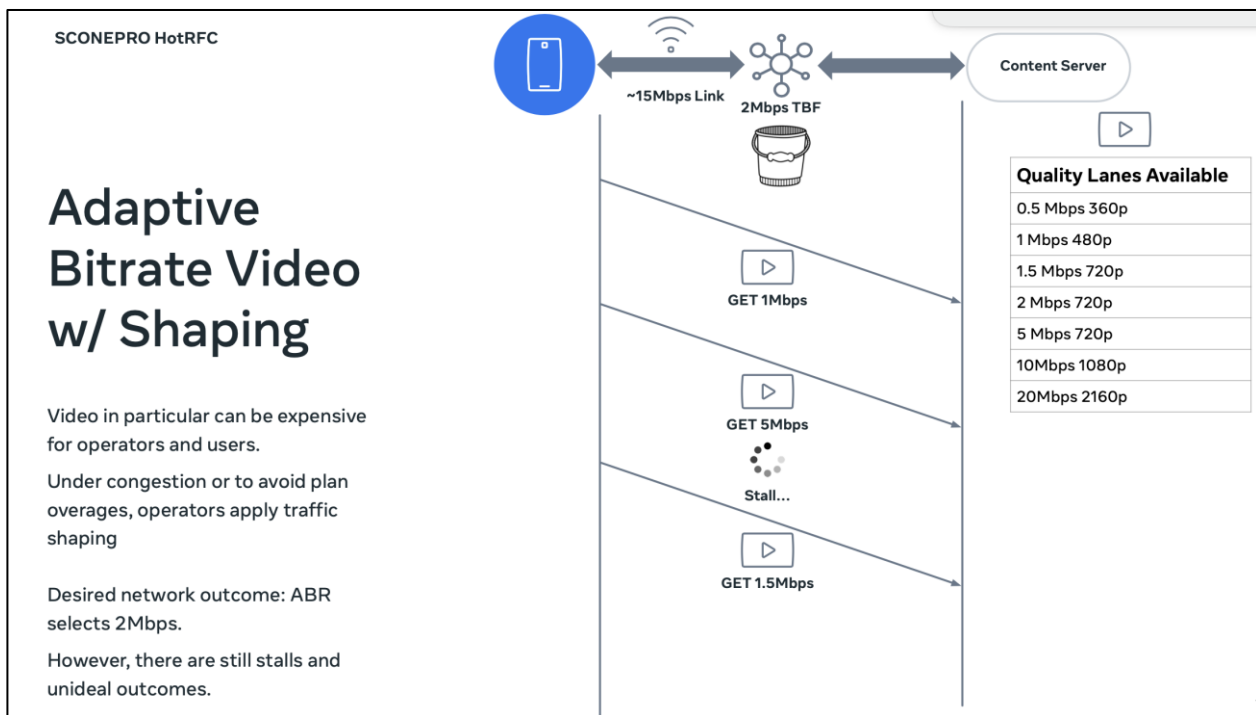 SCONEPRO HotRFC
Adaptive
Bitrate Video
w/ Shaping
Video in particular can be expensive
for operators and users.
Under congestion or to avoid plan
overages, operators apply traffic
shaping
Desired network outcome: ABR
selects 2Mbps.
However, there are still stalls and
unideal outcomes.
~15Mbps Link
2Mbps TBF
Content Server
GET 1Mbps
GET 5Mbps
Stall...
GET 1.5Mbps
Quality Lanes Available
0.5 Mbps 360p
1 Mbps 480p
1.5 Mbps 720p
2 Mbps 720p
5 Mbps 720p
10Mbps 1080p
20Mbps 2160p